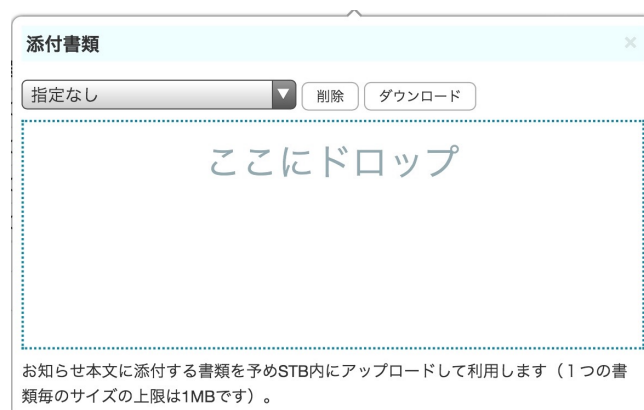 添付書類
×
指定なし ▼ 削除 ダウンロード
ここにドロップ
お知らせ本文に添付する書類を予めSTB内にアップロードして利用します（１つの書
類毎のサイズの上限は1MBです）。